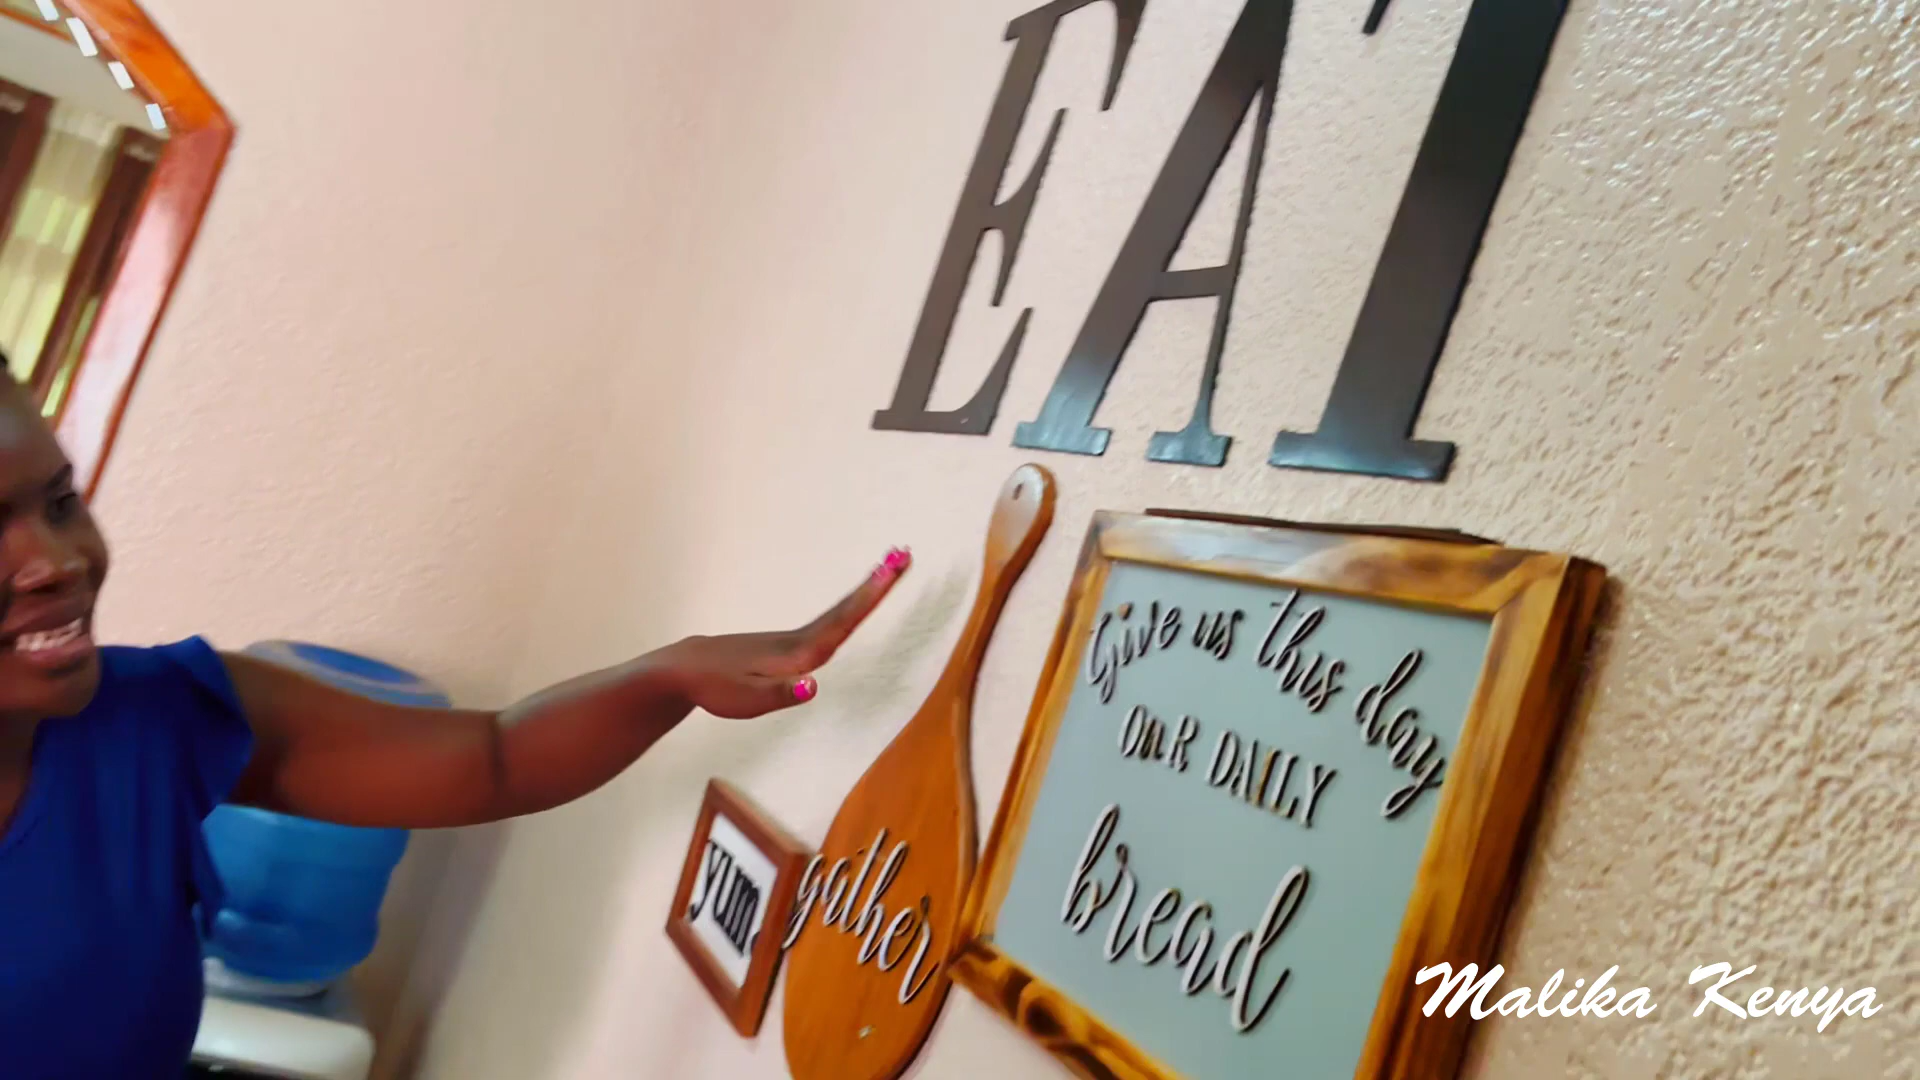 EAT
Give us this day
OUR DAILY
bread
gather
yum.
Malika Kenya